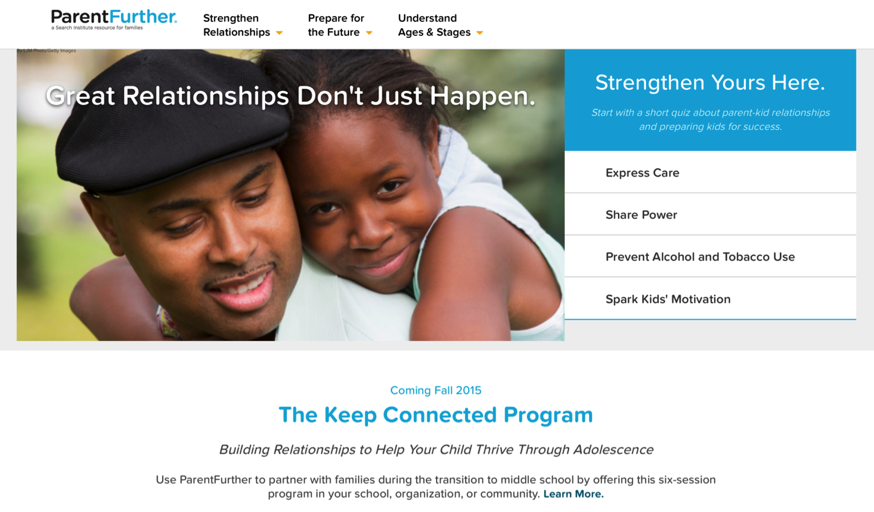 ParentFurther
a Search Institute resource for families
Strengthen
Relationships
Prepare for
the Future
Understand
Ages & Stages
Great Relationships Don't Just Happen.
Strengthen Yours Here.
Start with a short quiz about parent-kid relationships
and preparing kids for success.
Express Care
Share Power
Prevent Alcohol and Tobacco Use
Spark Kids' Motivation
Coming Fall 2015
The Keep Connected Program
Building Relationships to Help Your Child Thrive Through Adolescence
Use ParentFurther to partner with families during the transition to middle school by offering this six-session
program in your school, organization, or community. Learn More.